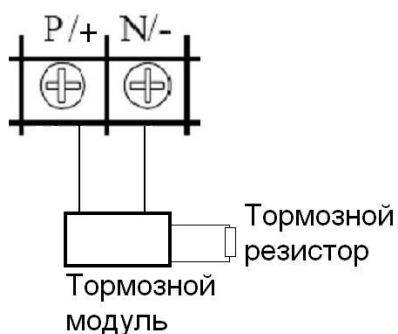 P/+ N/-
Тормозной
резистор
Тормозной
модуль